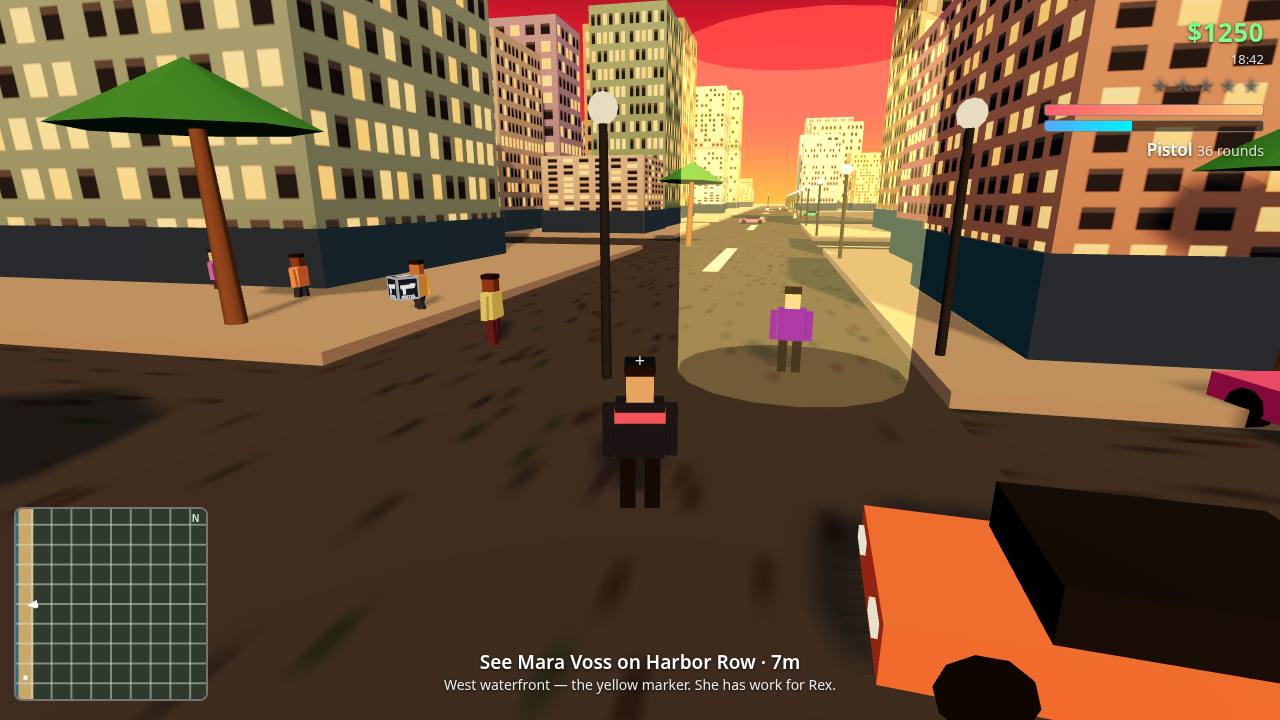 $1250
18:42
Pistol 36 rounds
N
See Mara Voss on Harbor Row · 7m
West waterfront — the yellow marker. She has work for Rex.